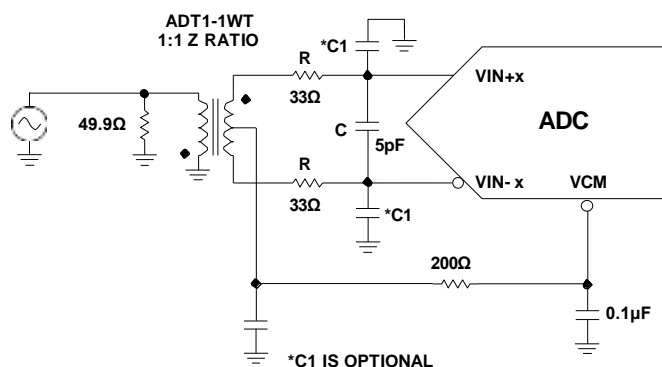 ADT1-1WT
1:1 Z RATIO
*C1
R
33Ω
VIN+x
49.9Ω
C
5pF
ADC
R
33Ω
VIN- x
VCM
*C1
200Ω
0.1µF
*C1 IS OPTIONAL